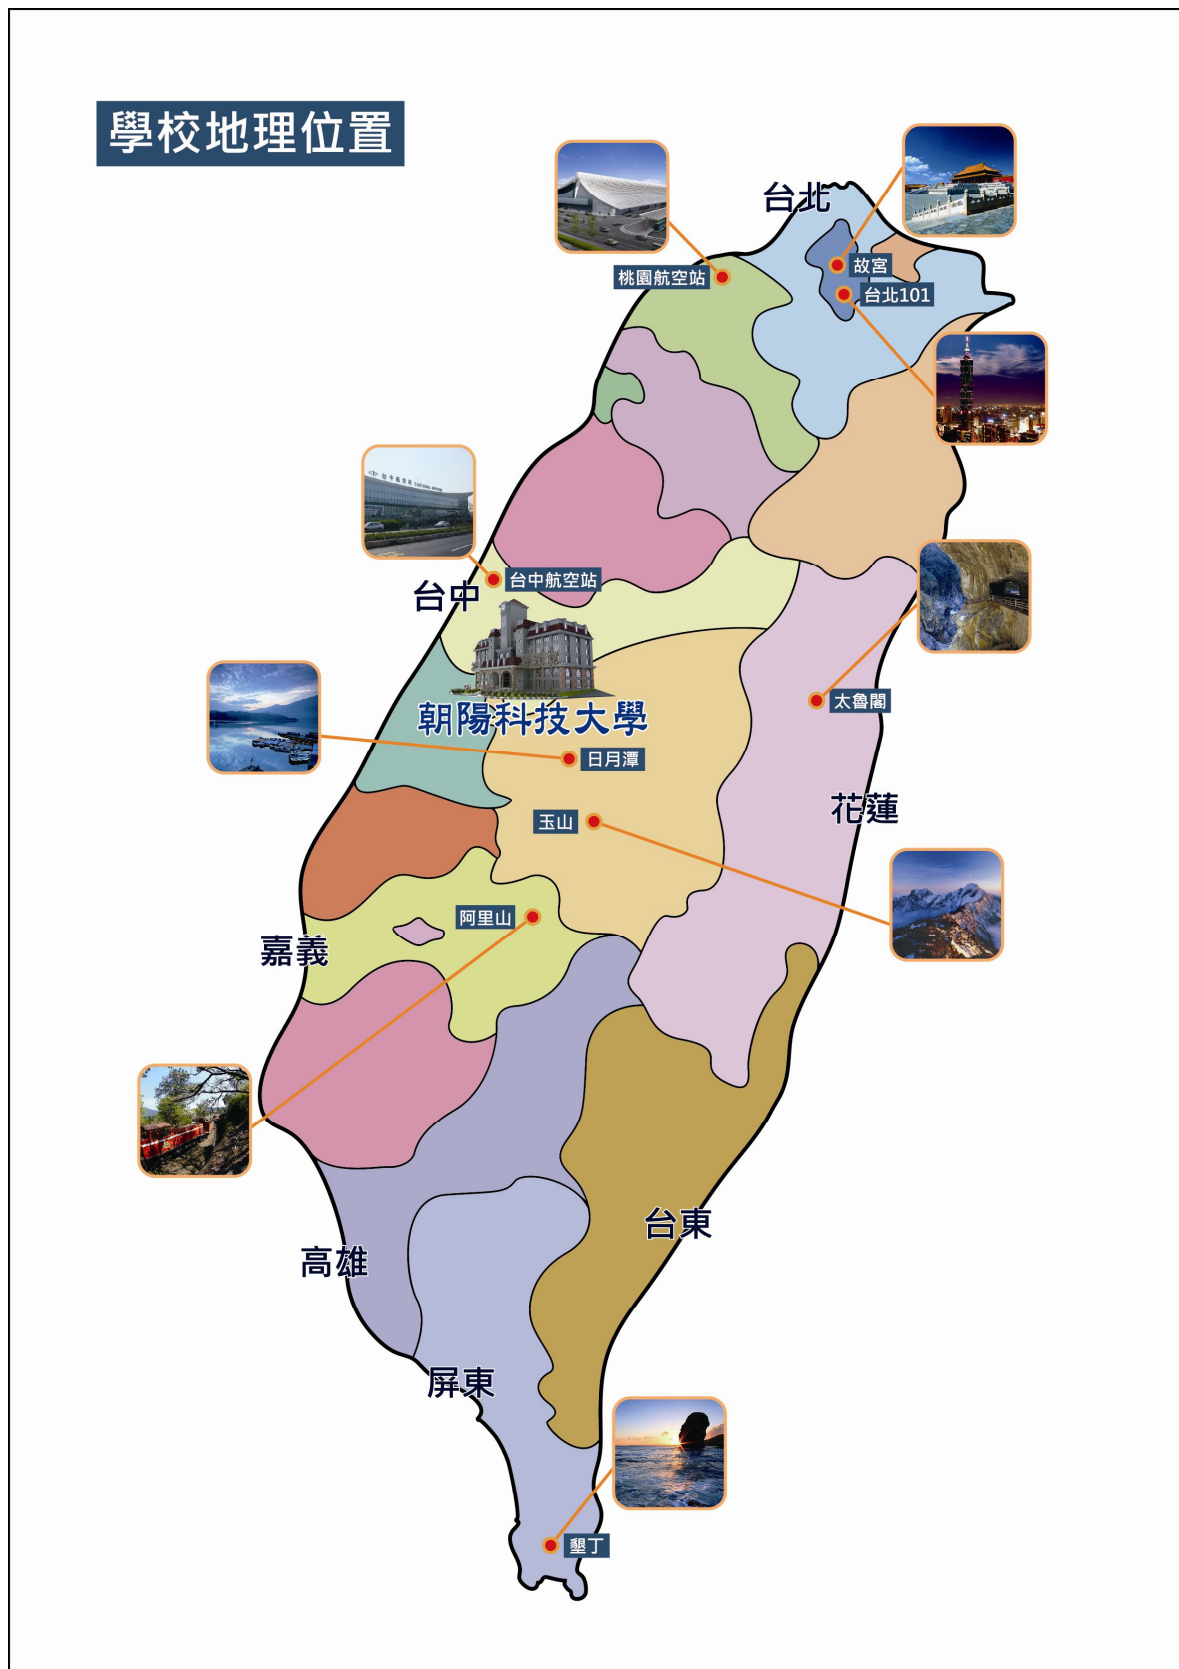 學校地理位置
台北
桃園航空站
故宮
台北101
台中航空站
台中
朝陽科技大學
太魯閣
日月潭
花蓮
玉山
阿里山
嘉義
台東
高雄
屏東
墾丁